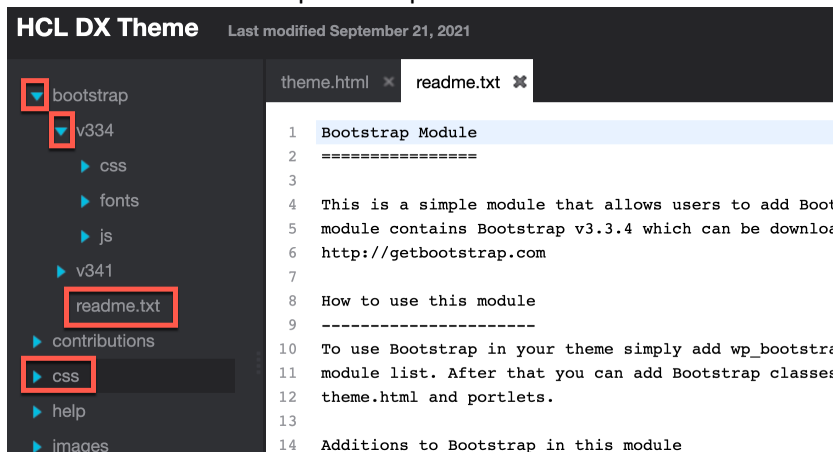 HCL DX Theme Last modified September 21, 2021
bootstrap
v334
css
fonts
js
v341
readme.txt
contributions
css
help
images
theme.html × readme.txt ×
1 Bootstrap Module
2 ================
3
4 This is a simple module that allows users to add Boot
5 module contains Bootstrap v3.3.4 which can be downloa
6 http://getbootstrap.com
7
8 How to use this module
9 ----------------------
10 To use Bootstrap in your theme simply add wp_bootstra
11 module list. After that you can add Bootstrap classes
12 theme.html and portlets.
13
14 Additions to Bootstrap in this module